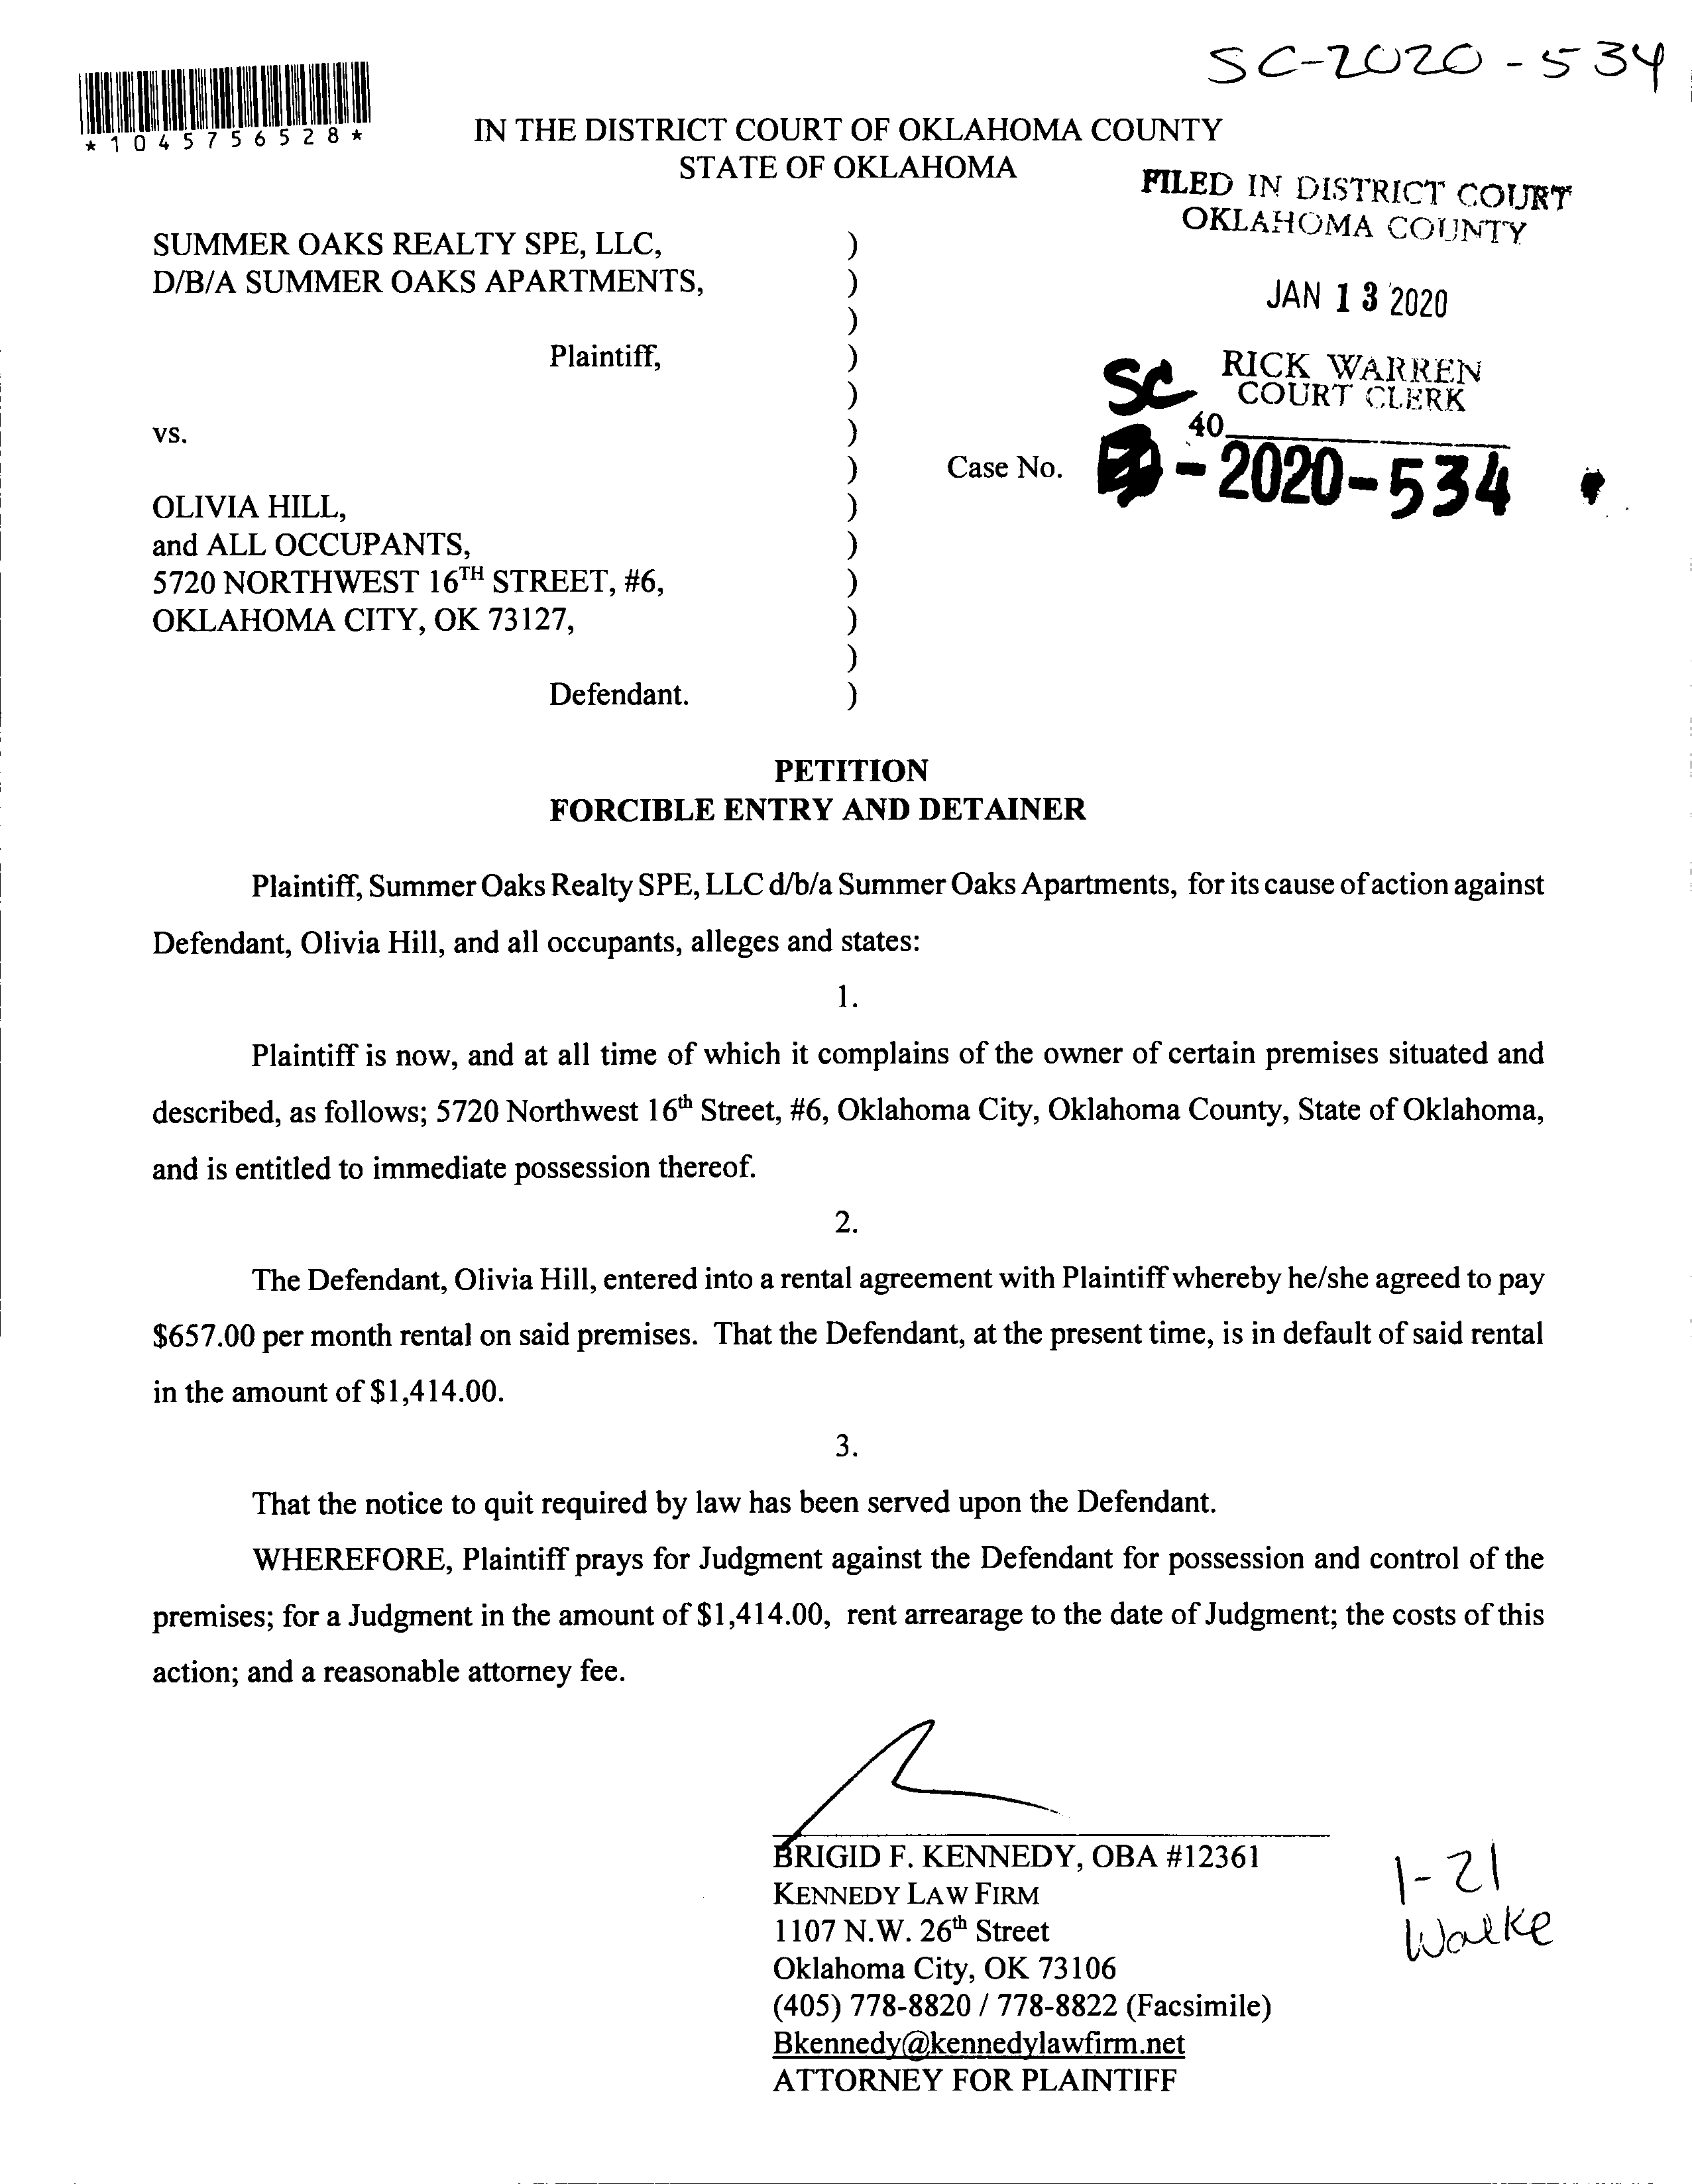 SC-2020-534
*1045756528*
IN THE DISTRICT COURT OF OKLAHOMA COUNTY
STATE OF OKLAHOMA
FILED IN DISTRICT COURT
OKLAHOMA COUNTY
SUMMER OAKS REALTY SPE, LLC, )
D/B/A SUMMER OAKS APARTMENTS, )
JAN 13 2020
)
Plaintiff, )
RICK WARREN
COURT CLERK
SC
)
40
vs. )
) Case No. - 2020-534
OLIVIA HILL, )
and ALL OCCUPANTS, )
5720 NORTHWEST 16TH STREET, #6, )
OKLAHOMA CITY, OK 73127, )
)
Defendant. )
PETITION
FORCIBLE ENTRY AND DETAINER
Plaintiff, Summer Oaks Realty SPE, LLC d/b/a Summer Oaks Apartments, for its cause of action against
Defendant, Olivia Hill, and all occupants, alleges and states:
1.
Plaintiff is now, and at all time of which it complains of the owner of certain premises situated and
described, as follows; 5720 Northwest 16th Street, #6, Oklahoma City, Oklahoma County, State of Oklahoma,
and is entitled to immediate possession thereof.
2.
The Defendant, Olivia Hill, entered into a rental agreement with Plaintiff whereby he/she agreed to pay
$657.00 per month rental on said premises. That the Defendant, at the present time, is in default of said rental
in the amount of $1,414.00.
3.
That the notice to quit required by law has been served upon the Defendant.
WHEREFORE, Plaintiff prays for Judgment against the Defendant for possession and control of the
premises; for a Judgment in the amount of $1,414.00, rent arrearage to the date of Judgment; the costs of this
action; and a reasonable attorney fee.
BRIGID F. KENNEDY, OBA #12361
KENNEDY LAW FIRM
1107 N.W. 26th Street
Oklahoma City, OK 73106
(405) 778-8820 / 778-8822 (Facsimile)
Bkennedy@kennedylawfirm.net
ATTORNEY FOR PLAINTIFF
1-21
Walke